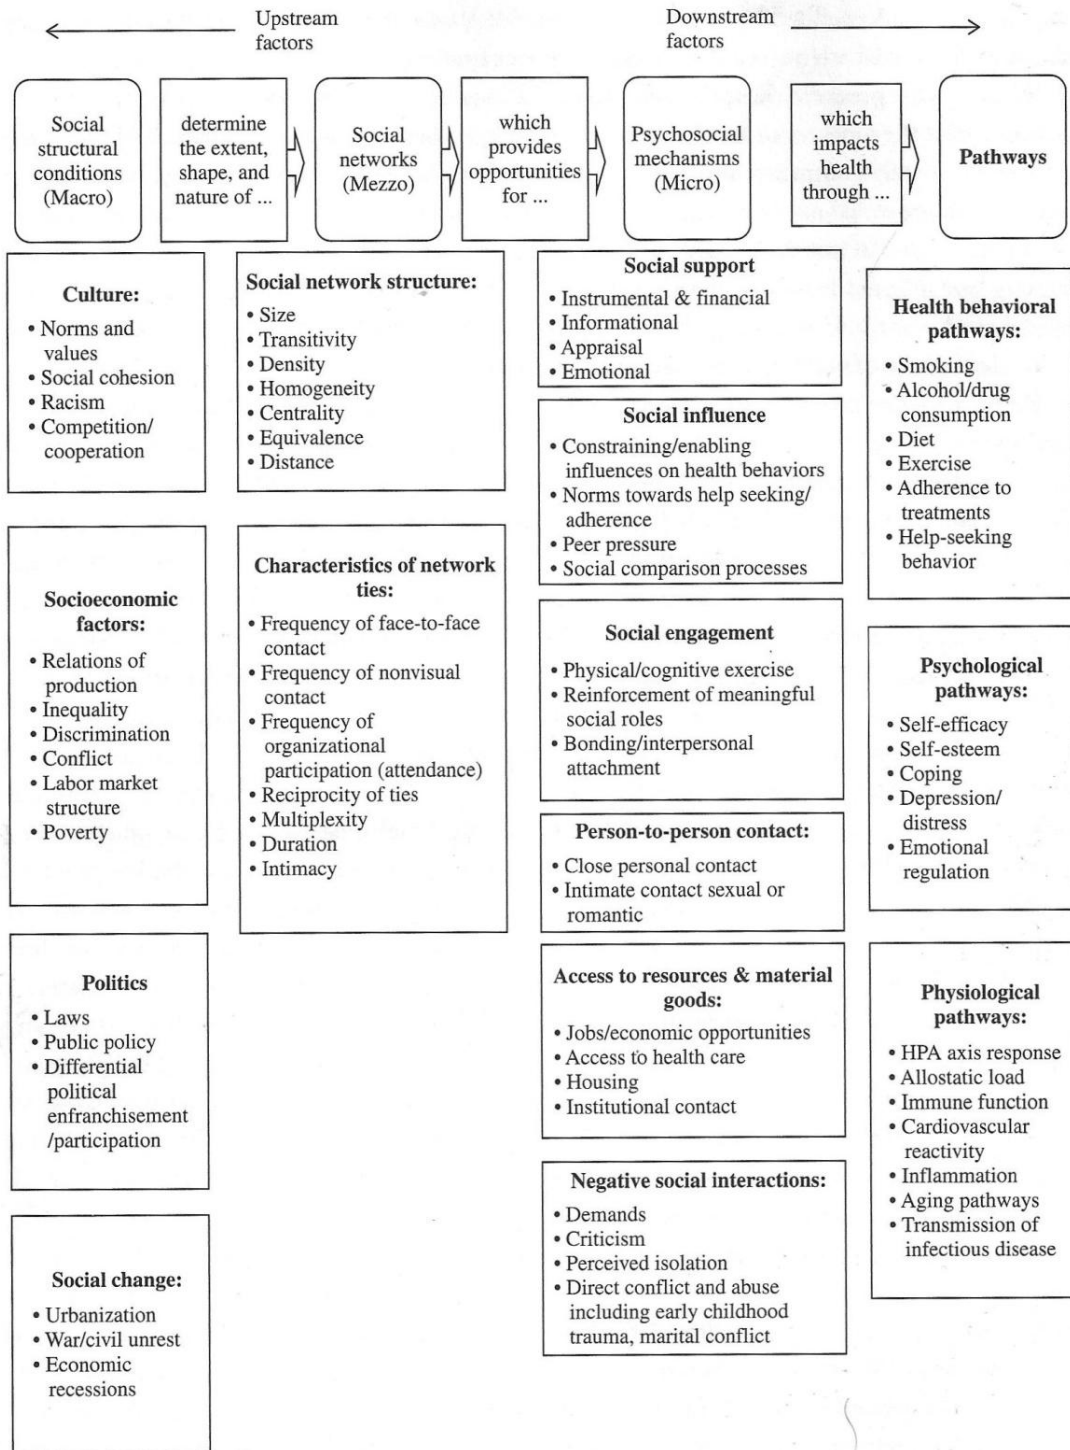 Upstream
factors
Downstream
factors
Social
structural
conditions
(Macro)
determine
the extent,
shape, and
nature of ...
Social
networks
(Mezzo)
which
provides
opportunities
for ...
Psychosocial
mechanisms
(Micro)
which
impacts
health
through ...
Pathways
Culture:
• Norms and
values
• Social cohesion
• Racism
• Competition/
cooperation
Socioeconomic
factors:
• Relations of
production
• Inequality
• Discrimination
• Conflict
• Labor market
structure
• Poverty
Politics
• Laws
• Public policy
• Differential
political
enfranchisement
/participation
Social change:
• Urbanization
• War/civil unrest
• Economic
recessions
Social network structure:
• Size
• Transitivity
• Density
• Homogeneity
• Centrality
• Equivalence
• Distance
Characteristics of network
ties:
• Frequency of face-to-face
contact
• Frequency of nonvisual
contact
• Frequency of
organizational
participation (attendance)
• Reciprocity of ties
• Multiplexity
• Duration
• Intimacy
Social support
• Instrumental & financial
• Informational
• Appraisal
• Emotional
Social influence
• Constraining/enabling
influences on health behaviors
• Norms towards help seeking/
adherence
• Peer pressure
• Social comparison processes
Social engagement
• Physical/cognitive exercise
• Reinforcement of meaningful
social roles
• Bonding/interpersonal
attachment
Person-to-person contact:
• Close personal contact
• Intimate contact sexual or
romantic
Access to resources & material
goods:
• Jobs/economic opportunities
• Access to health care
• Housing
• Institutional contact
Negative social interactions:
• Demands
• Criticism
• Perceived isolation
• Direct conflict and abuse
including early childhood
trauma, marital conflict
Health behavioral
pathways:
• Smoking
• Alcohol/drug
consumption
• Diet
• Exercise
• Adherence to
treatments
• Help-seeking
behavior
Psychological
pathways:
• Self-efficacy
• Self-esteem
• Coping
• Depression/
distress
• Emotional
regulation
Physiological
pathways:
• HPA axis response
• Allostatic load
• Immune function
• Cardiovascular
reactivity
• Inflammation
• Aging pathways
• Transmission of
infectious disease